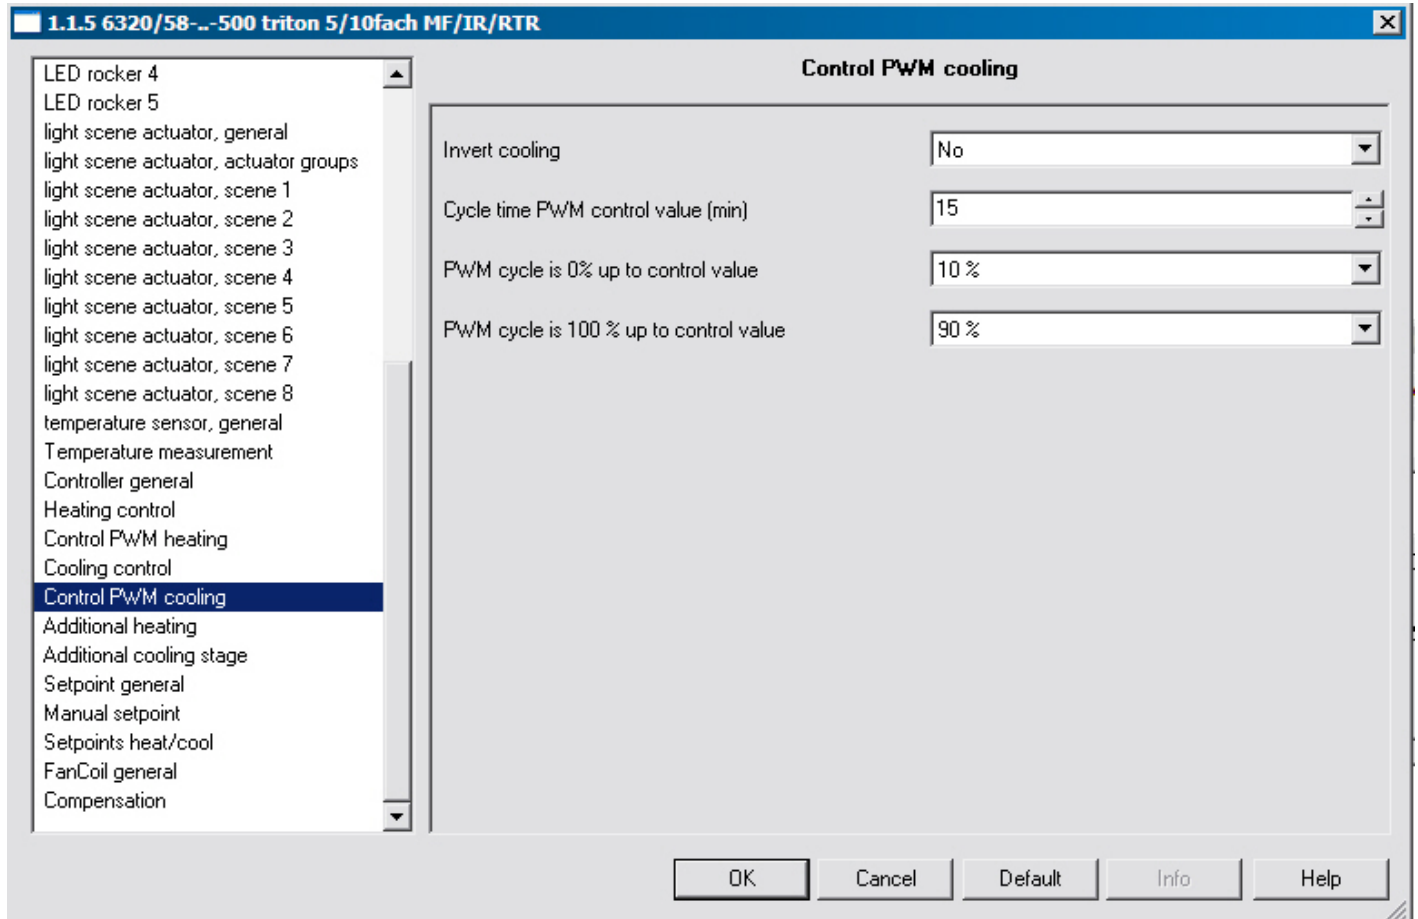 1.1.5 6320/58-..-500 triton 5/10fach MF/IR/RTR
LED rocker 4
LED rocker 5
light scene actuator, general
light scene actuator, actuator groups
light scene actuator, scene 1
light scene actuator, scene 2
light scene actuator, scene 3
light scene actuator, scene 4
light scene actuator, scene 5
light scene actuator, scene 6
light scene actuator, scene 7
light scene actuator, scene 8
temperature sensor, general
Temperature measurement
Controller general
Heating control
Control PWM heating
Cooling control
Control PWM cooling
Additional heating
Additional cooling stage
Setpoint general
Manual setpoint
Setpoints heat/cool
FanCoil general
Compensation
Control PWM cooling
Invert cooling No
Cycle time PWM control value (min) 15
PWM cycle is 0% up to control value 10 %
PWM cycle is 100 % up to control value 90 %
OK Cancel Default Info Help